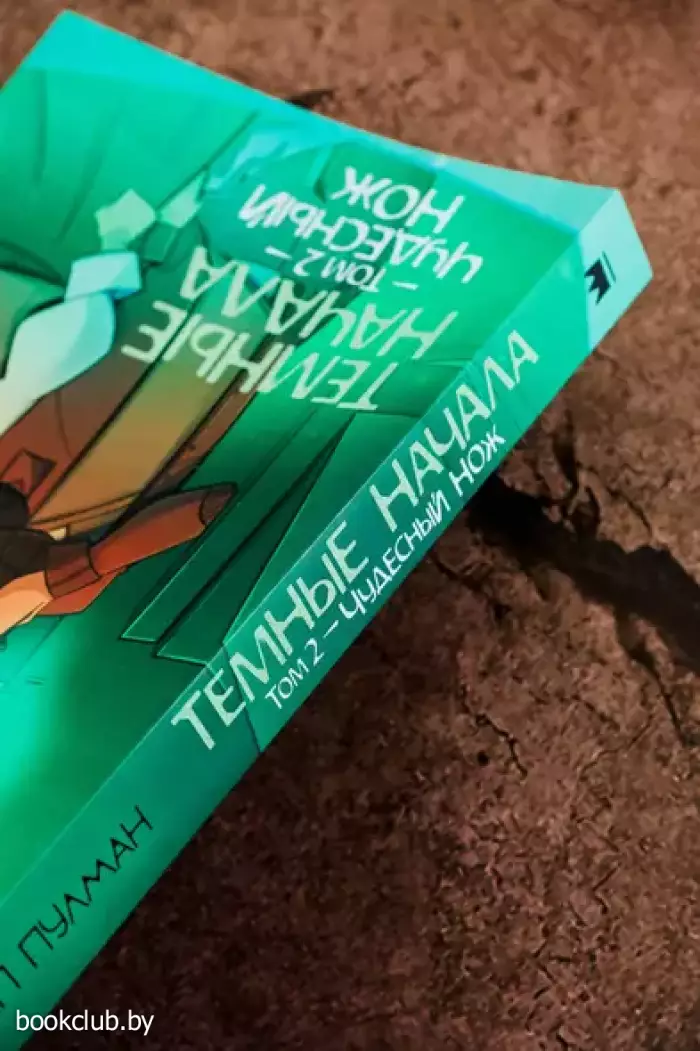 ТЕМНЫЕ
НАЧАЛА
– ТОМ 2 –
ЧУДЕСНЫЙ
НОЖ
ТЕМНЫЕ НАЧАЛА
ТОМ 2 – ЧУДЕСНЫЙ НОЖ
ПУЛМАН
bookclub.by